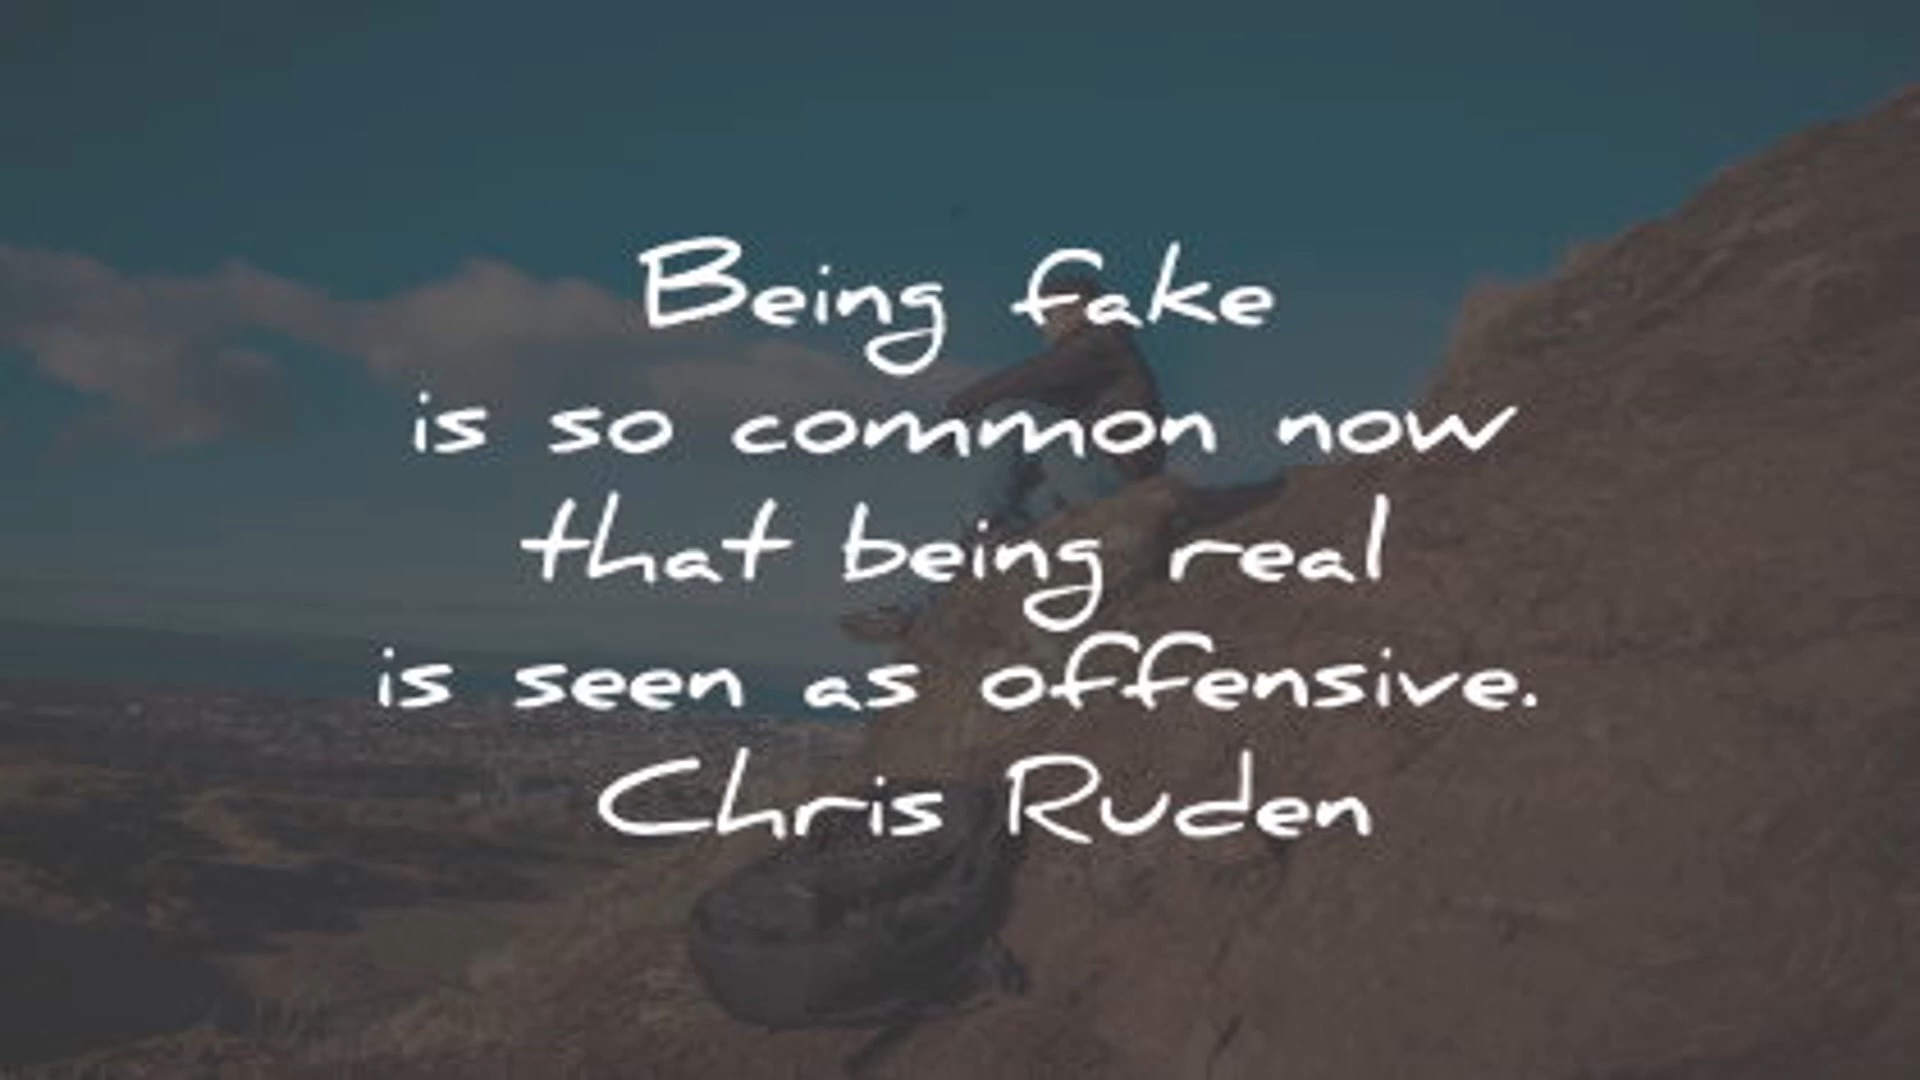 Being fake
is so common now
that being real
is seen as offensive.
Chris Ruden